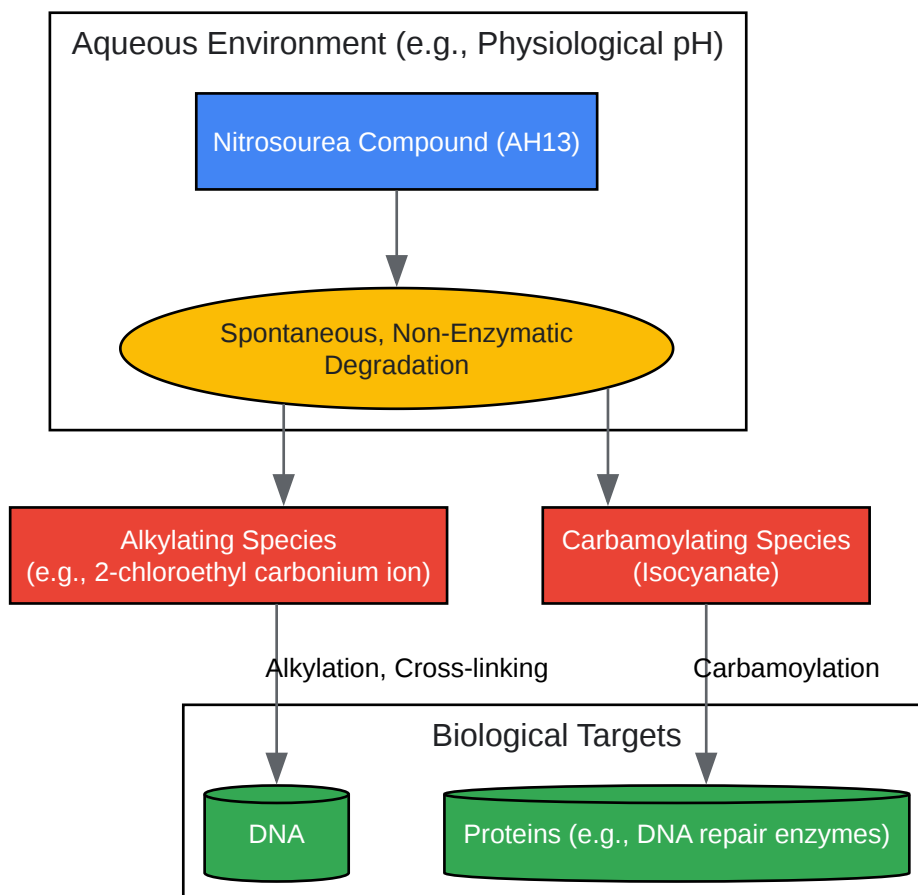 Aqueous Environment (e.g., Physiological pH)
Nitrosourea Compound (AH13)
Spontaneous, Non-Enzymatic
Degradation
Alkylating Species
(e.g., 2-chloroethyl carbonium ion)
Carbamoylating Species
(Isocyanate)
Alkylation, Cross-linking
Carbamoylation
Biological Targets
DNA
Proteins (e.g., DNA repair enzymes)